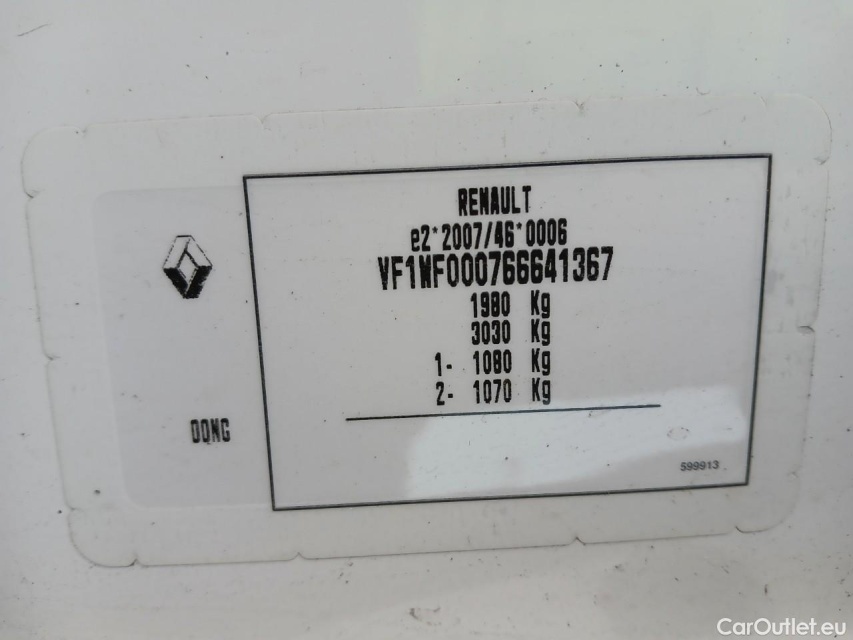 RENAULT
e2*2007/46*0006
VF1MF000766641367
1980 Kg
3030 Kg
1- 1080 Kg
2- 1070 Kg
DQNG
599913
CarOutlet.eu